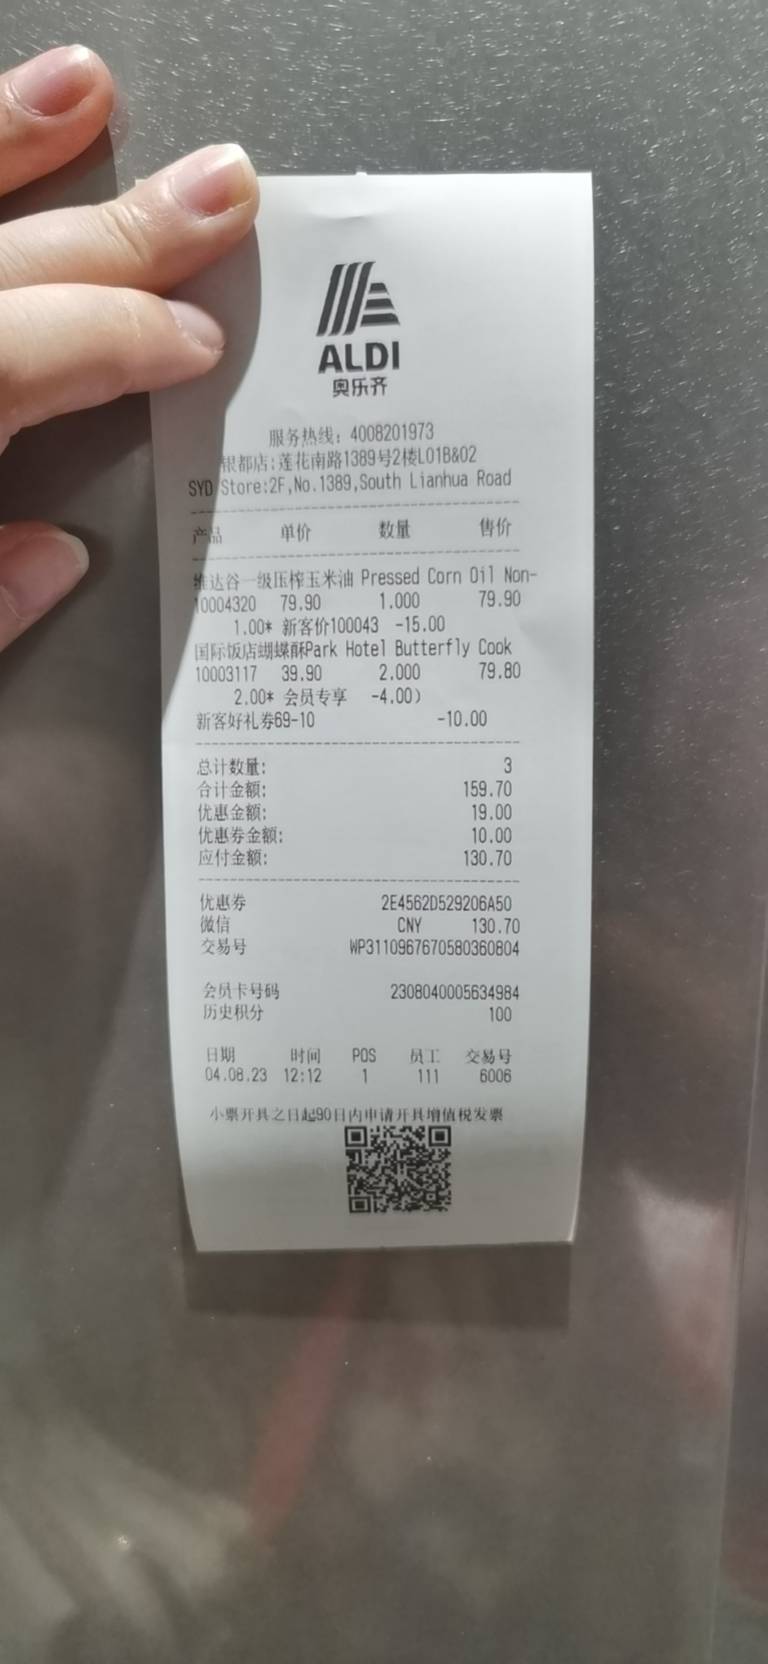 ALDI
奥乐齐
服务热线：4008201973
银都店:莲花南路1389号2楼L01B&02
SYD Store:2F,No.1389,South Lianhua Road
产品 单价 数量 售价
维达谷一级压榨玉米油 Pressed Corn Oil Non-
10004320 79.90 1.000 79.90
1.00* 新客价100043 -15.00
国际饭店蝴蝶酥Park Hotel Butterfly Cook
10003117 39.90 2.000 79.80
2.00* 会员专享 -4.00)
新客好礼券69-10 -10.00
总计数量: 3
合计金额: 159.70
优惠金额: 19.00
优惠券金额: 10.00
应付金额: 130.70
优惠券 2E4562D529206A50
微信 CNY 130.70
交易号 WP3110967670580360804
会员卡号码 2308040005634984
历史积分 100
日期 时间 POS 员工 交易号
04.08.23 12:12 1 111 6006
小票开具之日起90日内申请开具增值税发票